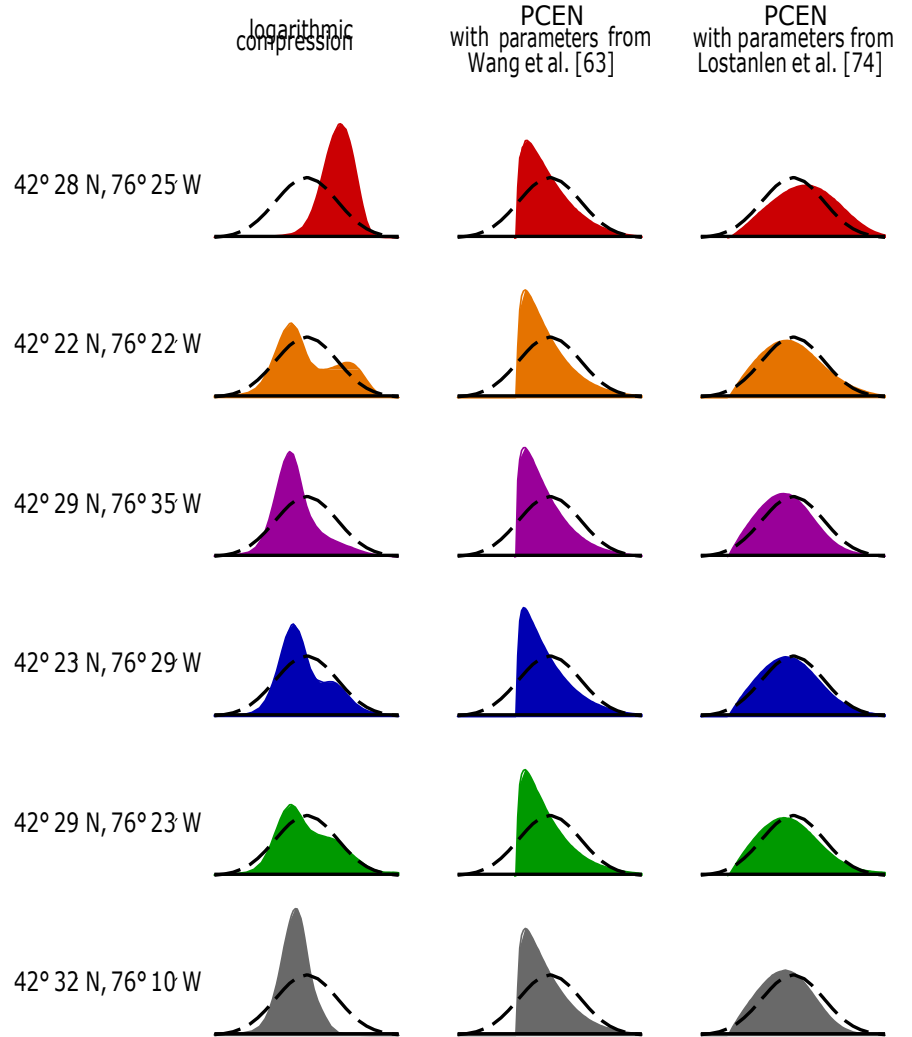 logarithmic
compression
PCEN
with parameters from
Wang et al. [63]
PCEN
with parameters from
Lostanlen et al. [74]
42° 28′ N, 76° 25′ W
42° 22′ N, 76° 22′ W
42° 29′ N, 76° 35′ W
42° 23′ N, 76° 29′ W
42° 29′ N, 76° 23′ W
42° 32′ N, 76° 10′ W